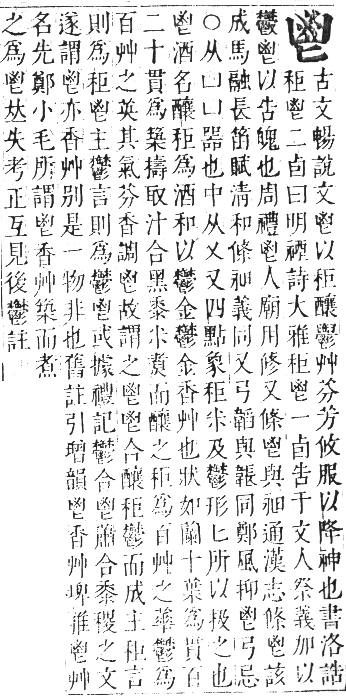 鬯
古文暢說文鬯以秬釀鬱艸芬芳攸服以降神也書洛誥
秬鬯二卣曰明禋詩大雅秬鬯一卣告于文人祭義加以
鬱鬯以告魄也周禮鬯人廟用修又條鬯與暢通漢志條鬯該
成馬融長笛賦清和條昶義同又弓韔與韔同鄭風抑鬯弓忌
○从凵凵器也中从乂又四點象秬米及鬱形匕所以扱之也
鬯酒名釀秬爲酒和以鬱金鬱金香艸也狀如蘭十葉爲貫百
二十貫爲築擣取汁合黑黍米煑而釀之秬爲百艸之華鬱爲
百艸之英其氣芬香調鬯故謂之鬯鬯合釀秬鬱而成主秬言
則爲秬鬯主鬱言則爲鬱鬯或據禮記鬱合鬯蕭合黍稷之文
遂謂鬯亦香艸别是一物非也舊註引增韻鬯香艸埤雅鬯艸
名先鄭小毛所謂鬯香艸築而煮
之爲鬯𠀤失考正互見後鬱註